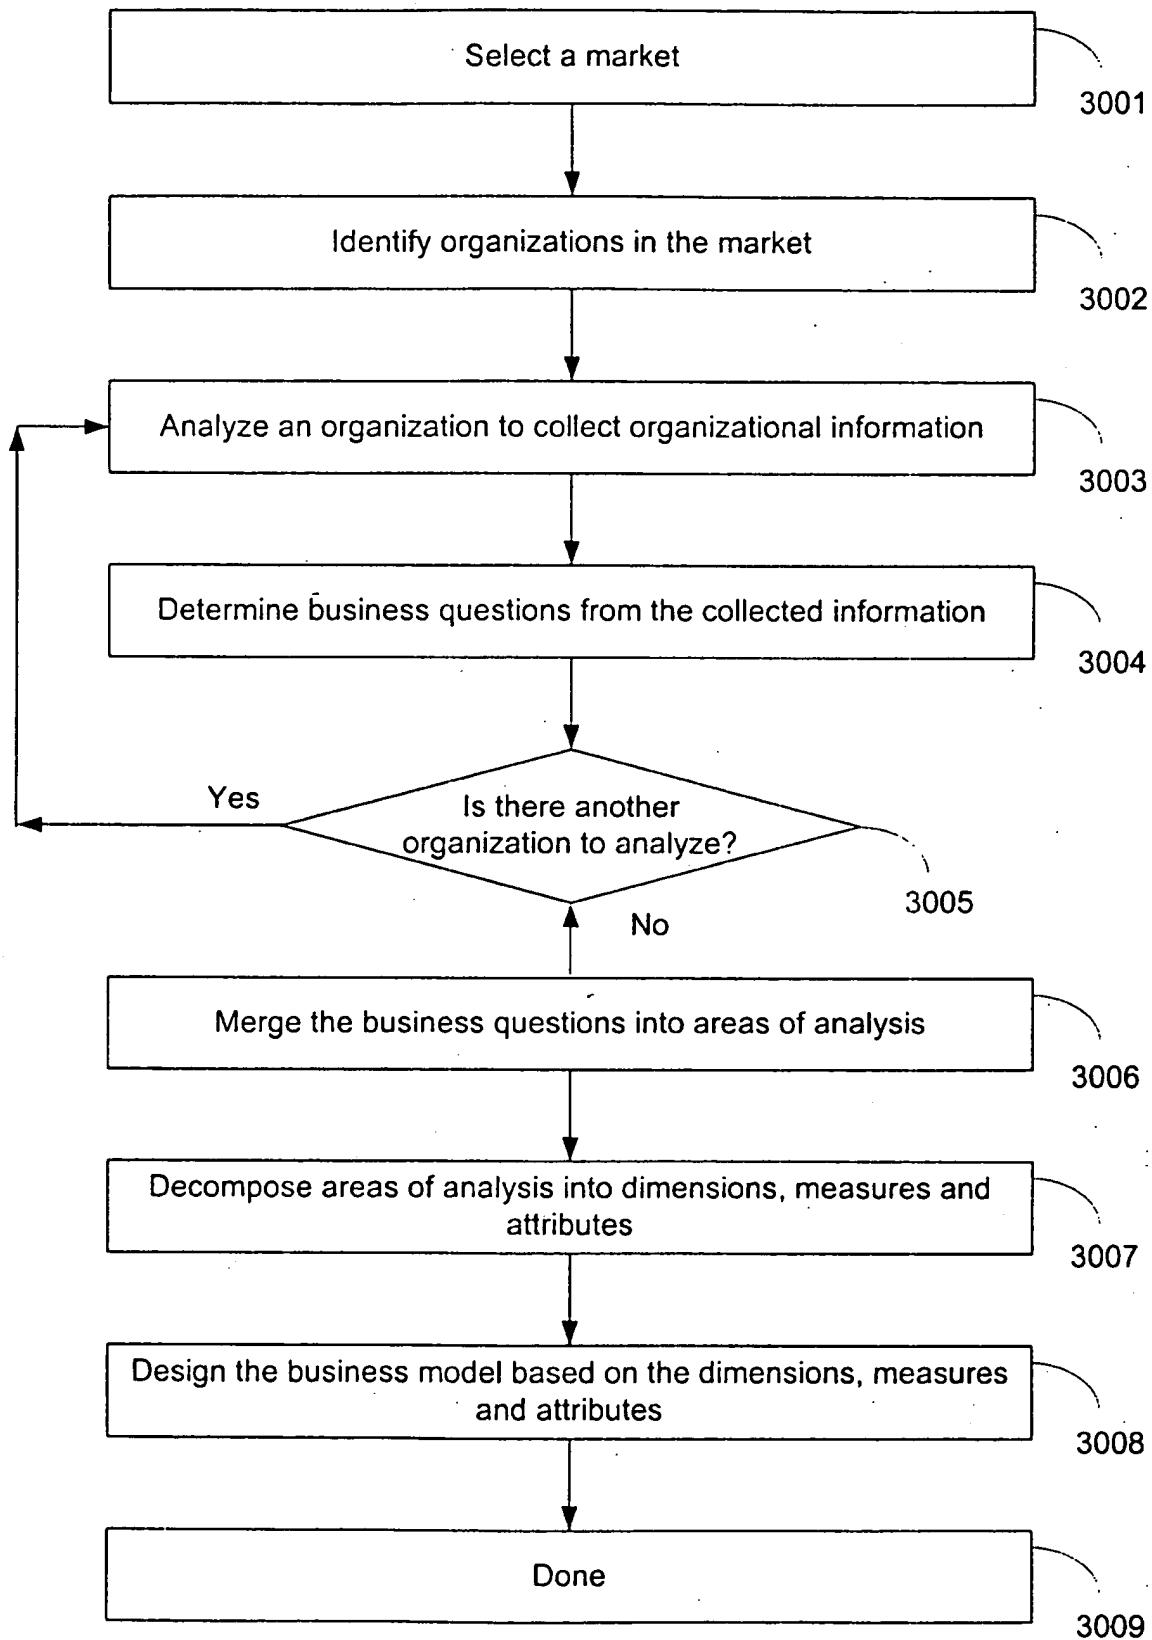 Select a market
3001
Identify organizations in the market
3002
Analyze an organization to collect organizational information
3003
Determine business questions from the collected information
3004
Yes
Is there another
organization to analyze?
3005
No
Merge the business questions into areas of analysis
3006
Decompose areas of analysis into dimensions, measures and
attributes
3007
Design the business model based on the dimensions, measures
and attributes
3008
Done
3009